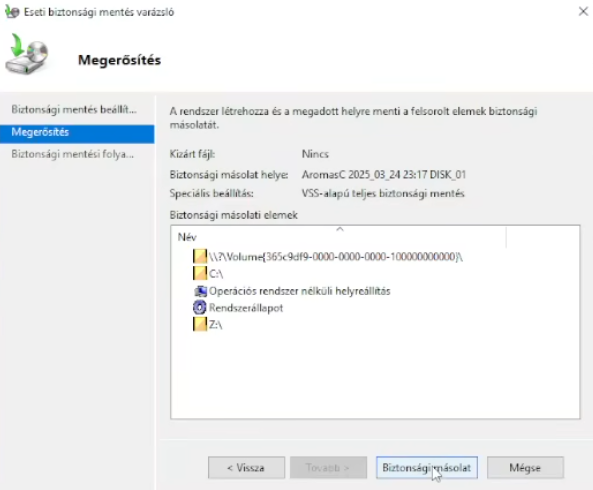 Eseti biztonsági mentés varázsló
Megerősítés
Biztonsági mentés beállít...
Megerősítés
Biztonsági mentési folya...
A rendszer létrehozza és a megadott helyre menti a felsorolt elemek biztonsági
másolatát.
Kizárt fájl: Nincs
Biztonsági másolat helye: AromasC 2025_03_24 23:17 DISK_01
Speciális beállítás: VSS-alapú teljes biztonsági mentés
Biztonsági másolati elemek
Név
\\?\Volume{365c9df9-0000-0000-0000-100000000000}\
C:\
Operációs rendszer nélküli helyreállítás
Rendszerállapot
Z:\
< Vissza Tovább > Biztonsági másolat Mégse